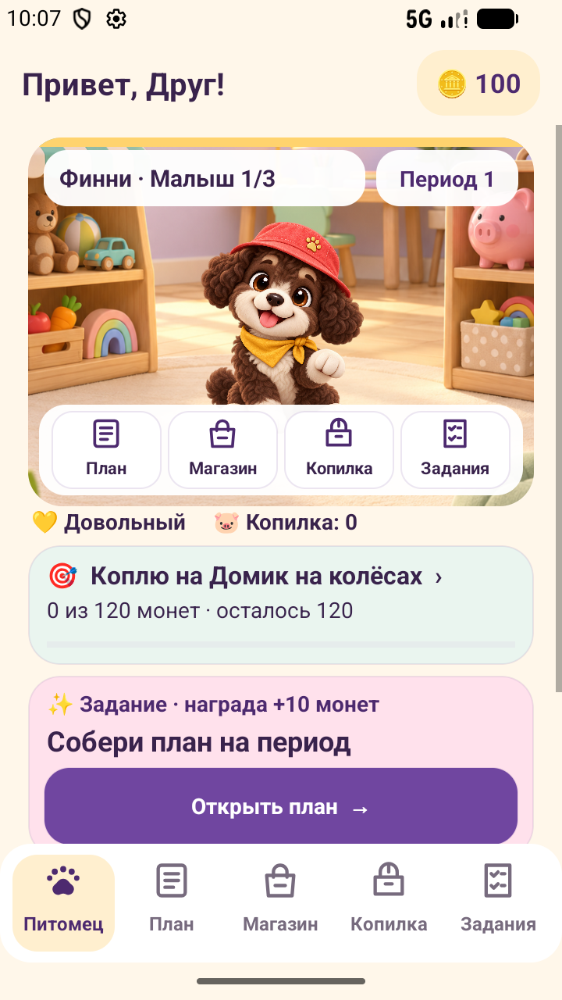 10:07
5G
Привет, Друг!
100
Финни · Малыш 1/3
Период 1
План
Магазин
Копилка
Задания
💛 Довольный
🐷 Копилка: 0
🎯 Коплю на Домик на колёсах ›
0 из 120 монет · осталось 120
✨ Задание · награда +10 монет
Собери план на период
Открыть план →
Питомец
План
Магазин
Копилка
Задания